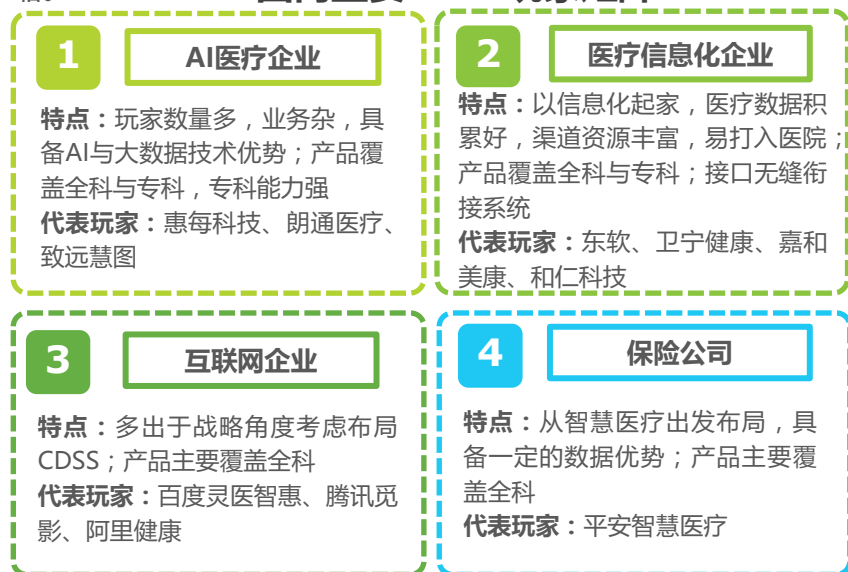 1
AI医疗企业
特点：玩家数量多，业务杂，具
备AI与大数据技术优势；产品覆
盖全科与专科，专科能力强
代表玩家：惠每科技、朗通医疗、
致远慧图
2
医疗信息化企业
特点：以信息化起家，医疗数据积
累好，渠道资源丰富，易打入医院；
产品覆盖全科与专科；接口无缝衔
接系统
代表玩家：东软、卫宁健康、嘉和
美康、和仁科技
3
互联网企业
特点：多出于战略角度考虑布局
CDSS；产品主要覆盖全科
代表玩家：百度灵医智惠、腾讯觅
影、阿里健康
4
保险公司
特点：从智慧医疗出发布局，具
备一定的数据优势；产品主要覆
盖全科
代表玩家：平安智慧医疗